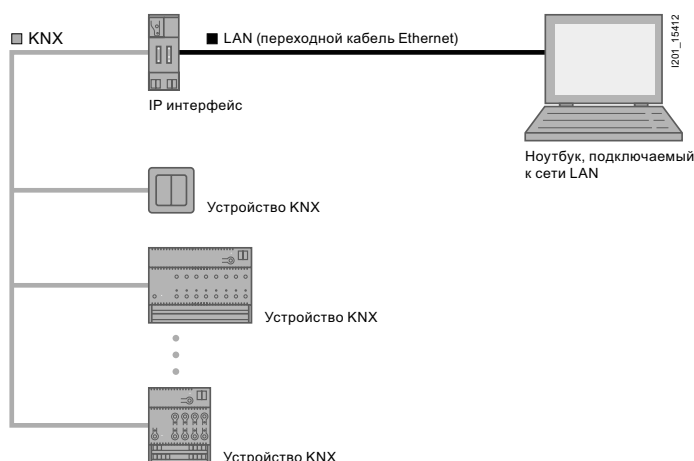 KNX
LAN (переходной кабель Ethernet)
I201_15412
IP интерфейс
Ноутбук, подключаемый
к сети LAN
Устройство KNX
Устройство KNX
Устройство KNX